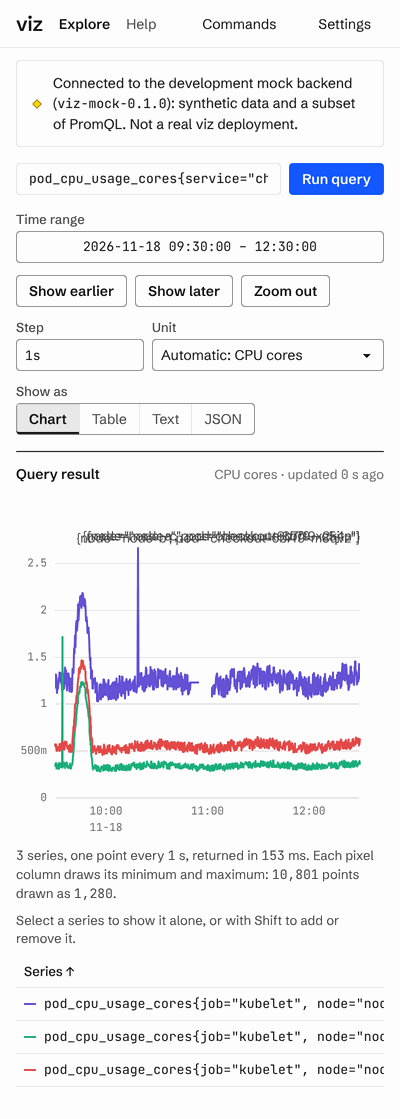 viz Explore Help Commands Settings
Connected to the development mock backend
(viz-mock-0.1.0): synthetic data and a subset
of PromQL. Not a real viz deployment.
pod_cpu_usage_cores{service="ch
Run query
Time range
2026-11-18 09:30:00 – 12:30:00
Show earlier Show later Zoom out
Step Unit
1s Automatic: CPU cores
Show as
Chart Table Text JSON
Query result CPU cores · updated 0 s ago
2.5
2
1.5
1
500m
0
10:00 11:00 12:00
11-18
3 series, one point every 1 s, returned in 153 ms. Each pixel
column draws its minimum and maximum: 10,801 points
drawn as 1,280.
Select a series to show it alone, or with Shift to add or
remove it.
Series ↑
pod_cpu_usage_cores{job="kubelet", node="nod
pod_cpu_usage_cores{job="kubelet", node="nod
pod_cpu_usage_cores{job="kubelet", node="nod